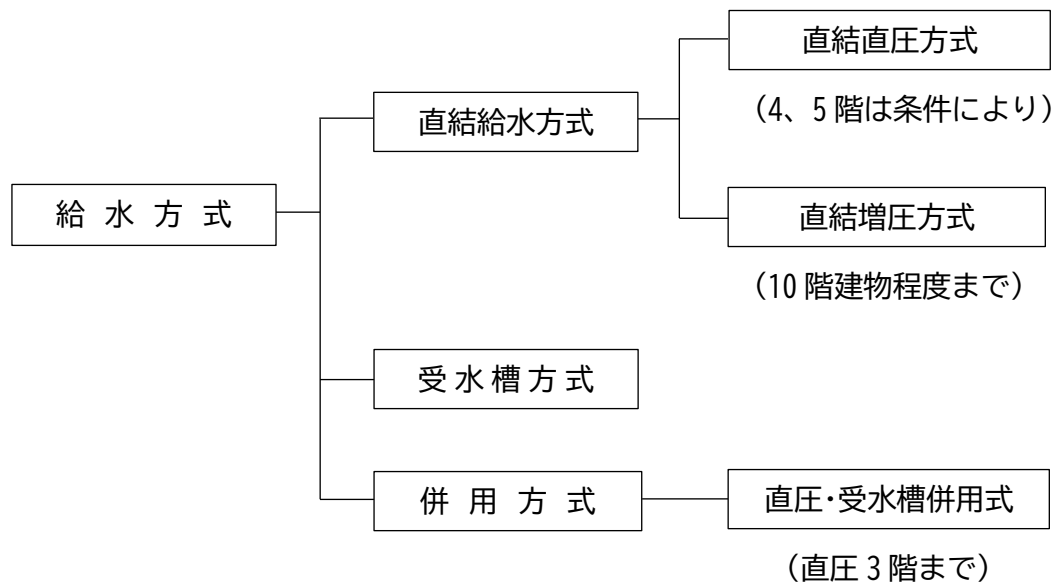 直結直圧方式
（4、5階は条件により）
直結給水方式
給水方式
直結増圧方式
（10階建物程度まで）
受水槽方式
併用方式
直圧・受水槽併用式
（直圧3階まで）